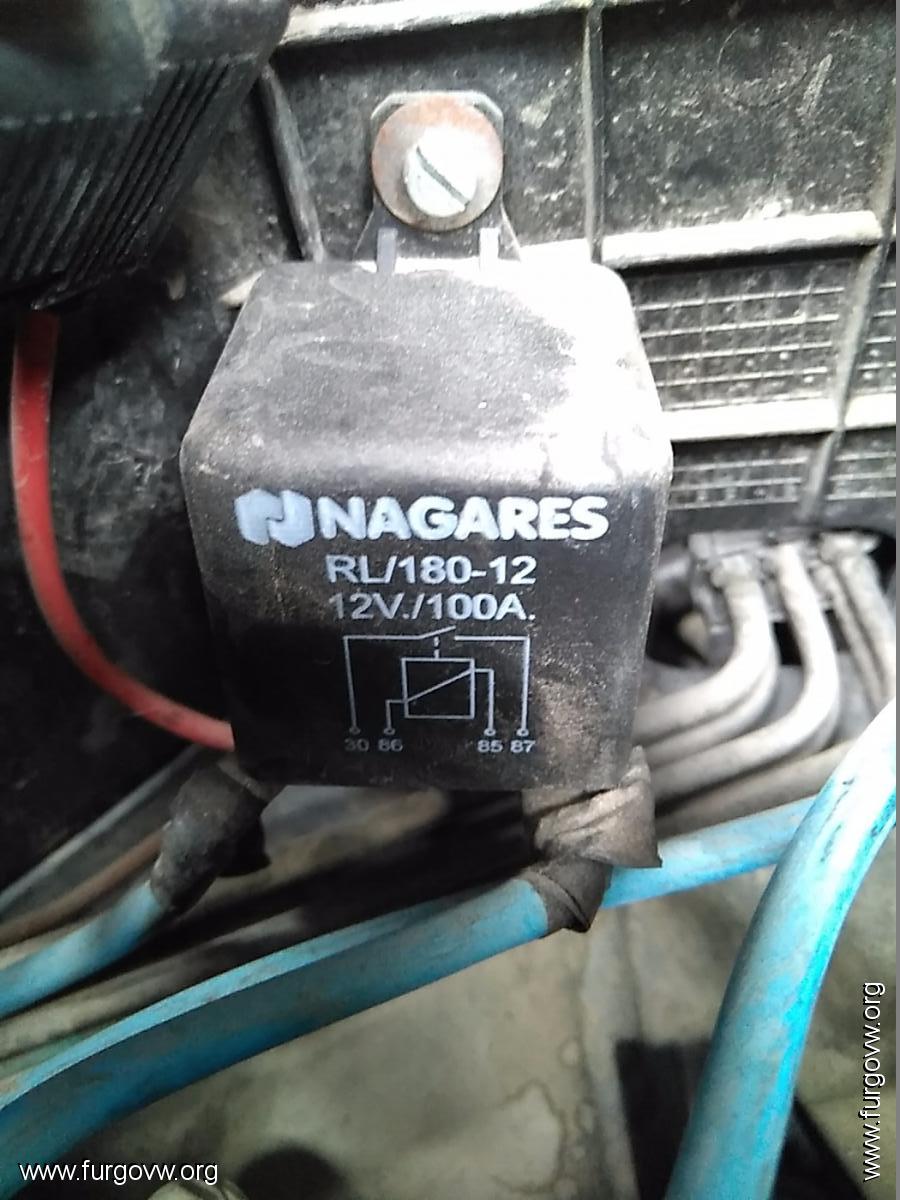 NAGARES
RL/180-12
12V./100A.
30 86 85 87
www.furgovw.org
www.furgovw.org